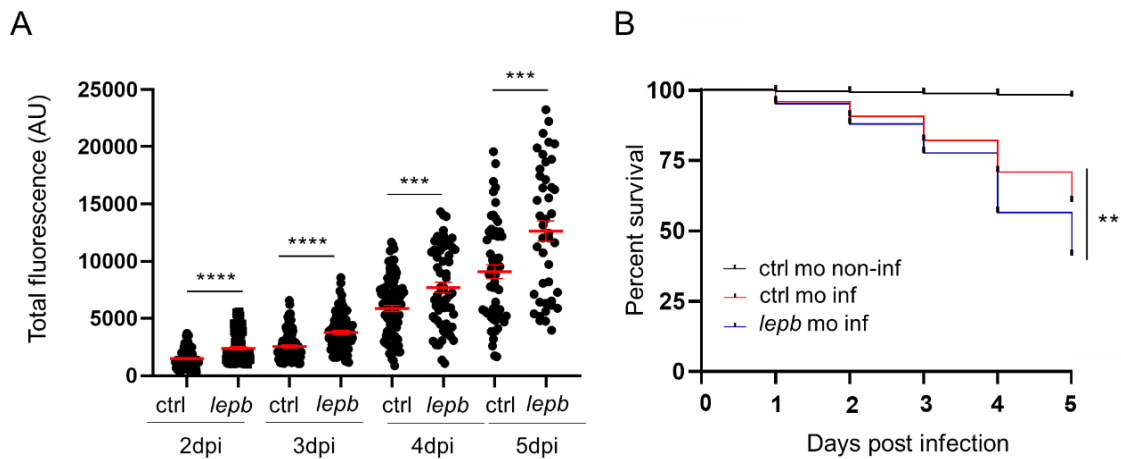 A
Total fluorescence (AU)
25000
20000
15000
10000
5000
0
****
****
***
***
ctrl lepb ctrl lepb ctrl lepb ctrl lepb
2dpi 3dpi 4dpi 5dpi
B
Percent survival
100
75
50
25
0
**
ctrl mo non-inf
ctrl mo inf
lepb mo inf
0 1 2 3 4 5
Days post infection